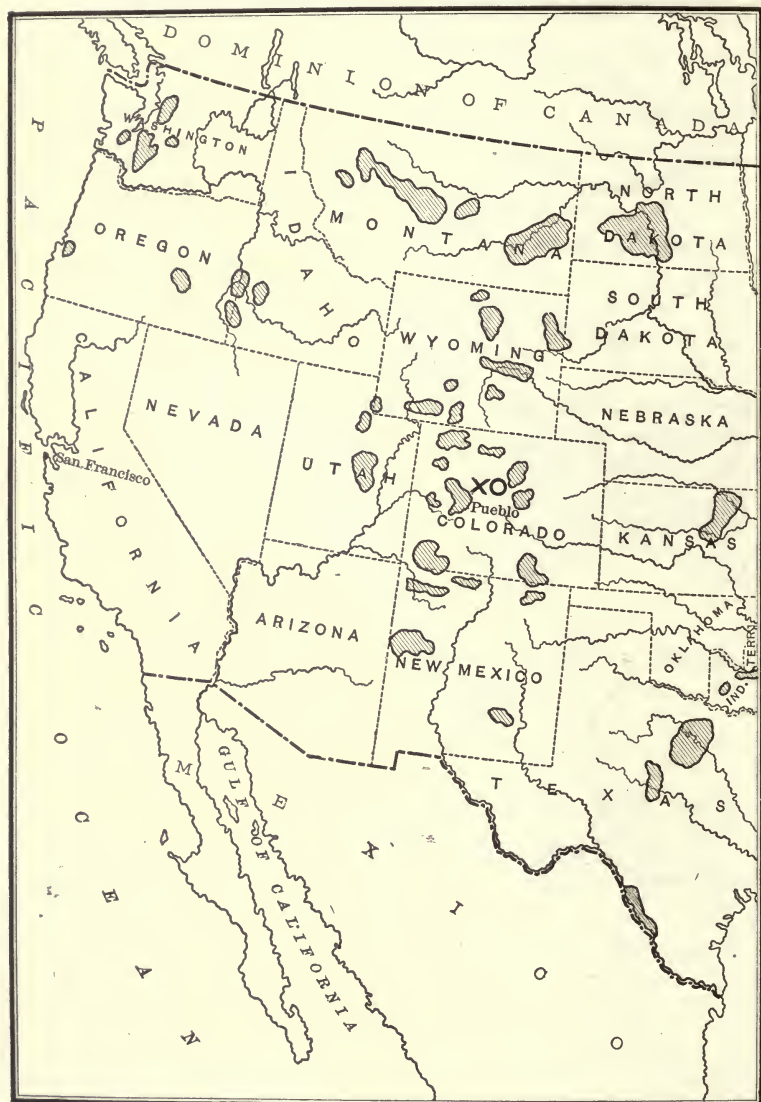 DOMINION OF CANADA
PACIFIC
OCEAN
WASHINGTON
OREGON
IDAHO
MONTANA
NORTH
DAKOTA
SOUTH
DAKOTA
WYOMING
NEBRASKA
CALIFORNIA
San Francisco
NEVADA
UTAH
XO
Pueblo
COLORADO
KANSAS
ARIZONA
NEW MEXICO
OKLAHOMA
IND. TERR.
TEXAS
MEXICO
GULF OF CALIFORNIA